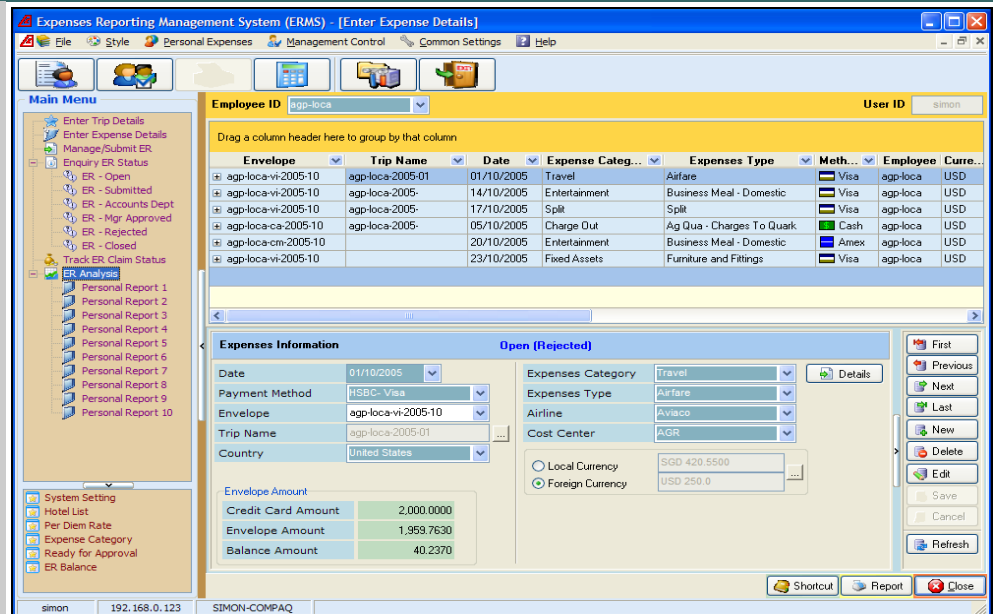 Expenses Reporting Management System (ERMS) - [Enter Expense Details]
File Style Personal Expenses Management Control Common Settings Help
EXIT
Main Menu
Enter Trip Details
Enter Expense Details
Manage/Submit ER
Enquiry ER Status
ER - Open
ER - Submitted
ER - Accounts Dept
ER - Mgr Approved
ER - Rejected
ER - Closed
Track ER Claim Status
ER Analysis
Personal Report 1
Personal Report 2
Personal Report 3
Personal Report 4
Personal Report 5
Personal Report 6
Personal Report 7
Personal Report 8
Personal Report 9
Personal Report 10
System Setting
Hotel List
Per Diem Rate
Expense Category
Ready for Approval
ER Balance
Employee ID agp-loca User ID simon
Drag a column header here to group by that column
Envelope Trip Name Date Expense Categ... Expenses Type Meth... Employee Curre
agp-loca-vi-2005-10 agp-loca-2005-01 01/10/2005 Travel Airfare Visa agp-loca USD
agp-loca-vi-2005-10 agp-loca-2005- 14/10/2005 Entertainment Business Meal - Domestic Visa agp-loca USD
agp-loca-vi-2005-10 agp-loca-2005- 17/10/2005 Split Split Visa agp-loca USD
agp-loca-ca-2005-10 agp-loca-2005- 05/10/2005 Charge Out Ag Qua - Charges To Quark Cash agp-loca USD
agp-loca-cm-2005-10 20/10/2005 Entertainment Business Meal - Domestic Amex agp-loca USD
agp-loca-vi-2005-10 23/10/2005 Fixed Assets Furniture and Fittings Visa agp-loca USD
Expenses Information Open (Rejected)
Date 01/10/2005
Payment Method HSBC- Visa
Envelope agp-loca-vi-2005-10
Trip Name agp-loca-2005-01 ...
Country United States
Envelope Amount
Credit Card Amount 2,000.0000
Envelope Amount 1,959.7630
Balance Amount 40.2370
Expenses Category Travel Details
Expenses Type Airfare
Airline Aviaco
Cost Center AGR
Local Currency SGD 420.5500
Foreign Currency USD 250.0 ...
First
Previous
Next
Last
New
Delete
Edit
Save
Cancel
Refresh
Shortcut Report Close
simon 192.168.0.123 SIMON-COMPAQ